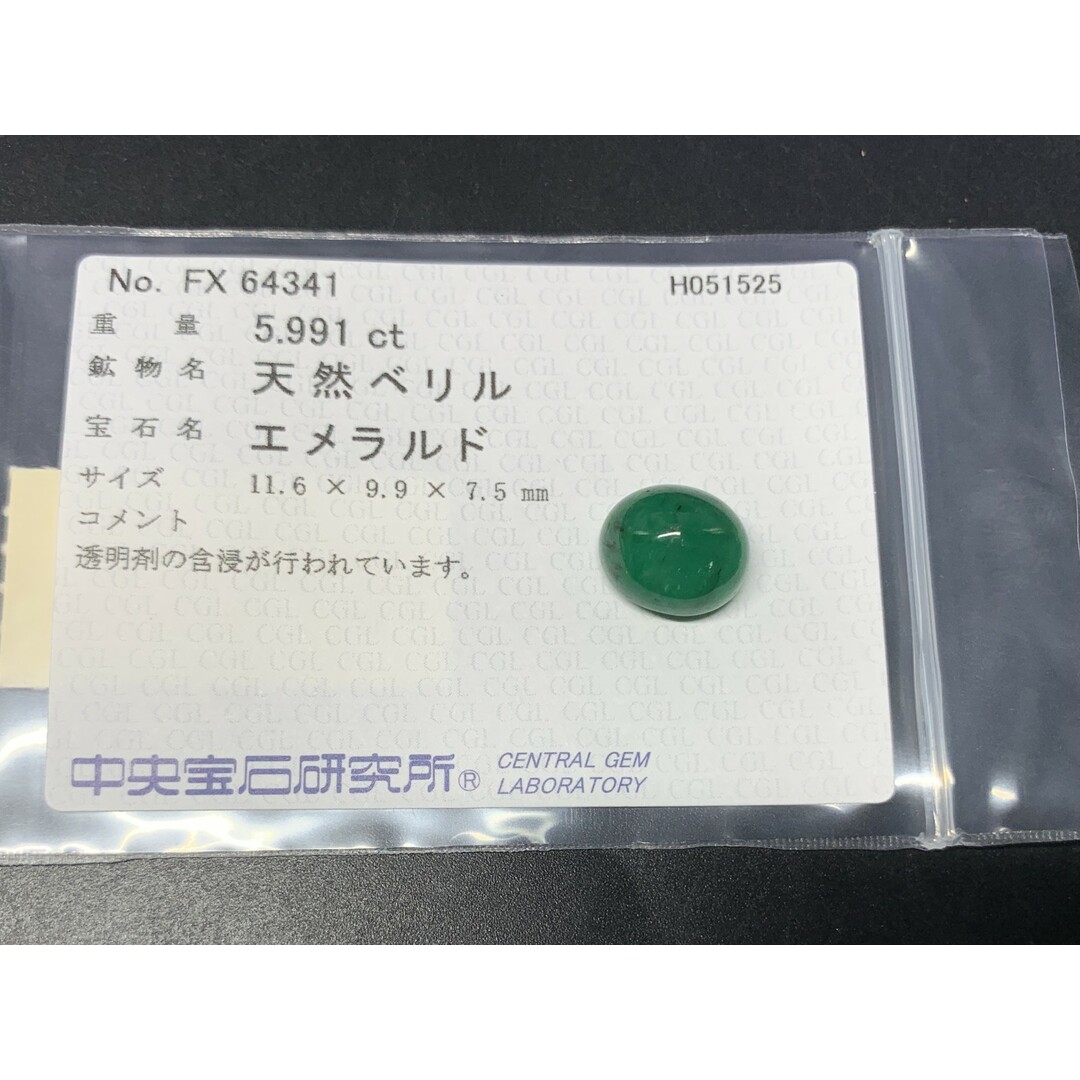 No. FX 64341 H051525
重量 5.991 ct
鉱物名 天然ベリル
宝石名 エメラルド
サイズ 11.6 × 9.9 × 7.5 mm
コメント
透明剤の含浸が行われています。
中央宝石研究所® CENTRAL GEM
LABORATORY